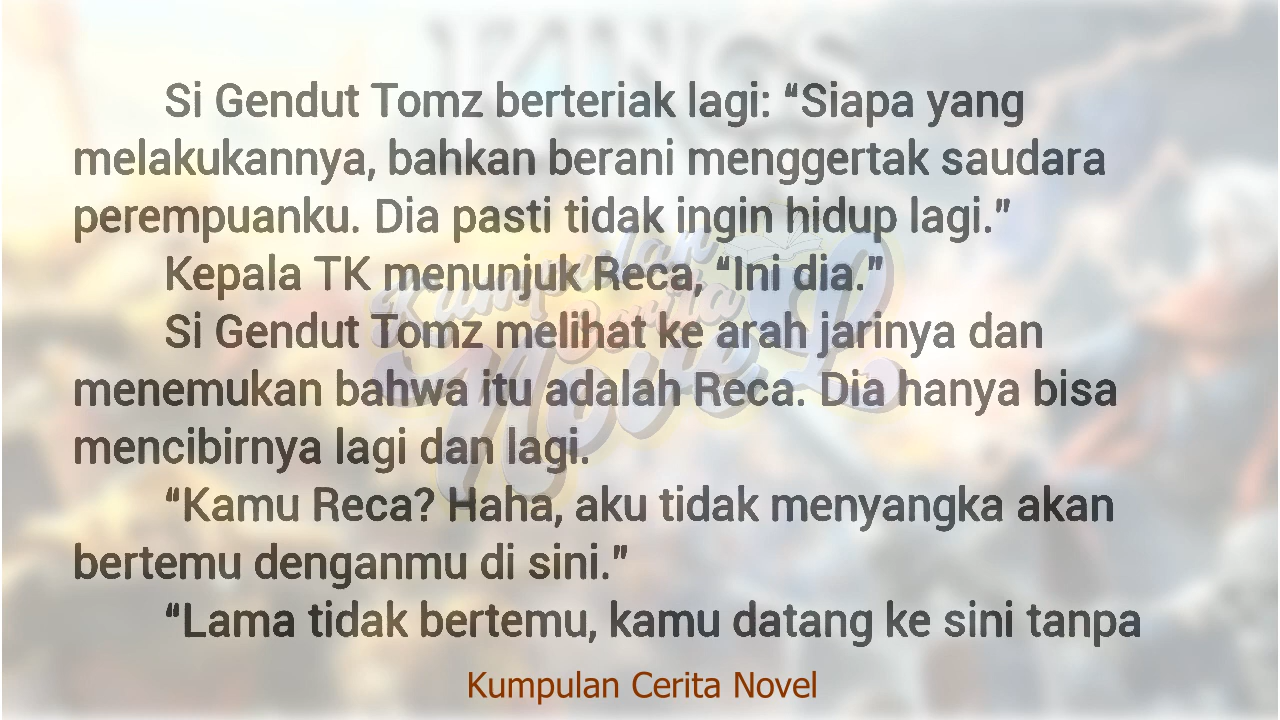 Si Gendut Tomz berteriak lagi: “Siapa yang
melakukannya, bahkan berani menggertak saudara
perempuanku. Dia pasti tidak ingin hidup lagi.”
Kepala TK menunjuk Reca, “Ini dia.”
Si Gendut Tomz melihat ke arah jarinya dan
menemukan bahwa itu adalah Reca. Dia hanya bisa
mencibirnya lagi dan lagi.
“Kamu Reca? Haha, aku tidak menyangka akan
bertemu denganmu di sini.”
“Lama tidak bertemu, kamu datang ke sini tanpa
Kumpulan Cerita Novel
Kumpulan
Cerita
Novel